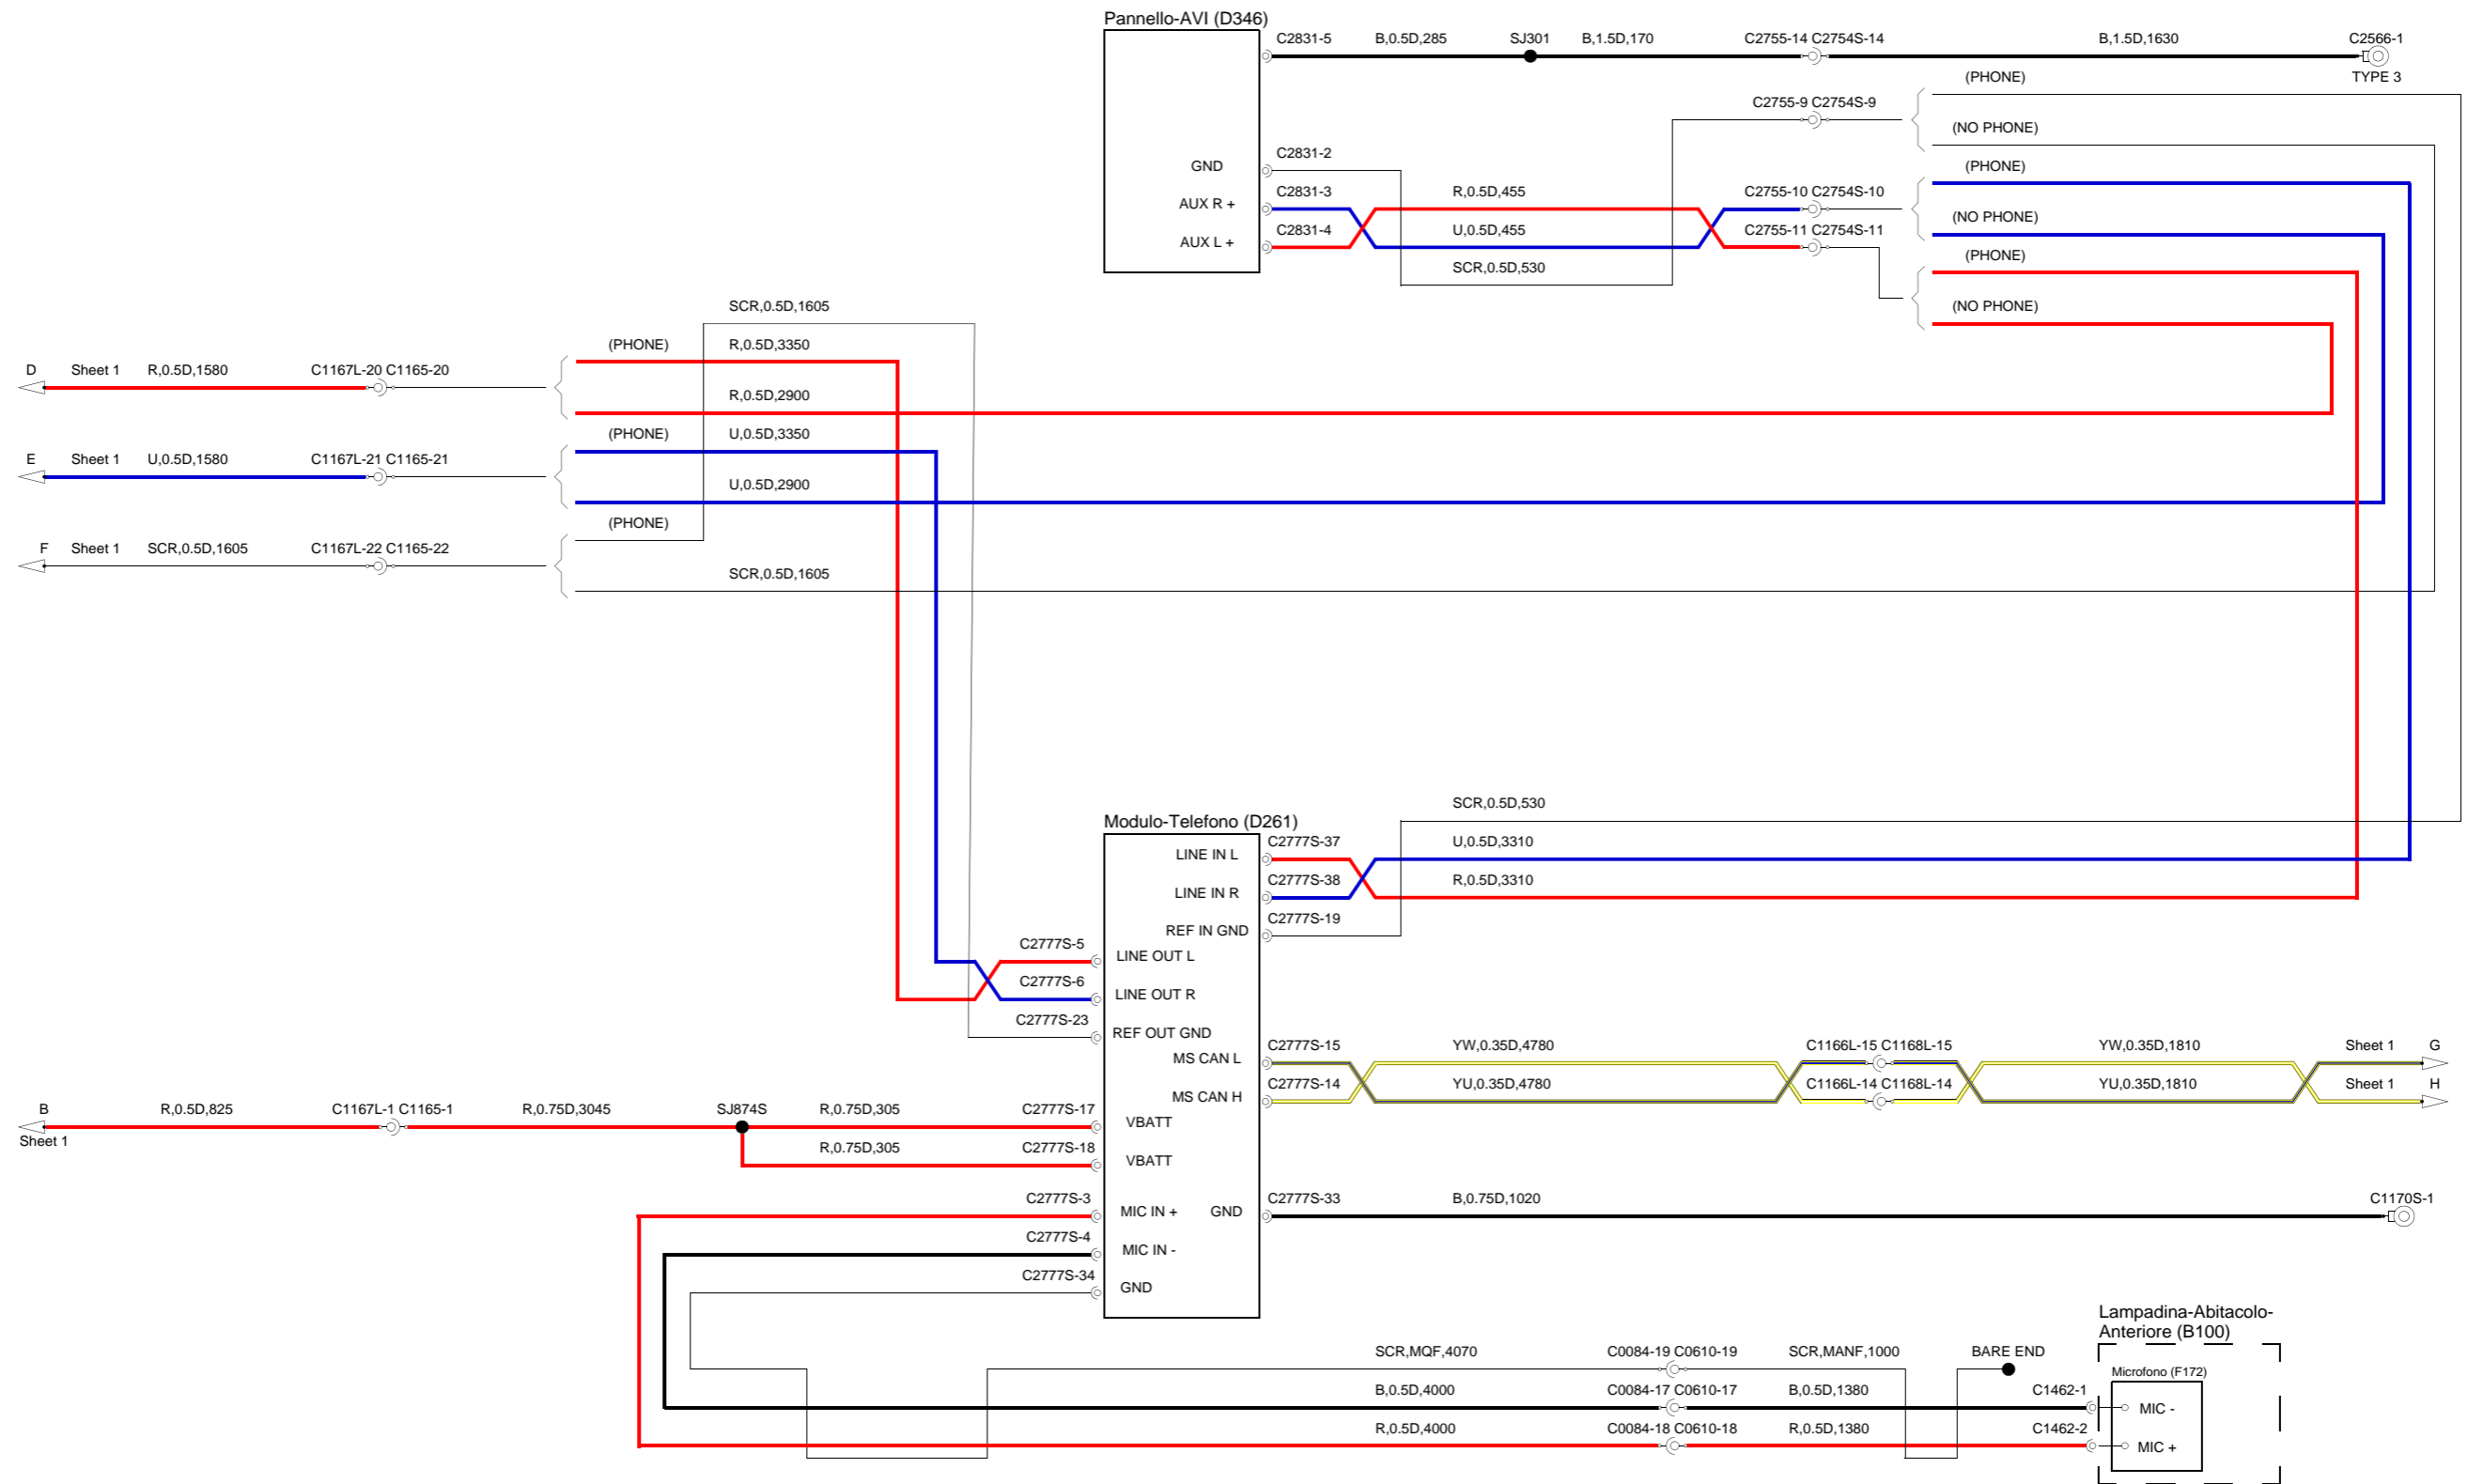 Pannello-AVI (D346)
C2831-5 B,0.5D,285 SJ301 B,1.5D,170 C2755-14 C2754S-14 B,1.5D,1630 C2566-1
TYPE 3
(PHONE)
C2755-9 C2754S-9
(NO PHONE)
C2831-2
GND
(PHONE)
C2831-3 R,0.5D,455 C2755-10 C2754S-10
AUX R +
(NO PHONE)
C2831-4 U,0.5D,455 C2755-11 C2754S-11
AUX L +
(PHONE)
SCR,0.5D,530
(NO PHONE)
SCR,0.5D,1605
(PHONE) R,0.5D,3350
D Sheet 1 R,0.5D,1580 C1167L-20 C1165-20
R,0.5D,2900
(PHONE) U,0.5D,3350
E Sheet 1 U,0.5D,1580 C1167L-21 C1165-21
U,0.5D,2900
(PHONE)
F Sheet 1 SCR,0.5D,1605 C1167L-22 C1165-22
SCR,0.5D,1605
SCR,0.5D,530
Modulo-Telefono (D261)
C2777S-37 U,0.5D,3310
LINE IN L
C2777S-38 R,0.5D,3310
LINE IN R
C2777S-19
REF IN GND
C2777S-5
LINE OUT L
C2777S-6
LINE OUT R
C2777S-23
REF OUT GND
C2777S-15 YW,0.35D,4780 C1166L-15 C1168L-15 YW,0.35D,1810 Sheet 1 G
MS CAN L
C2777S-14 YU,0.35D,4780 C1166L-14 C1168L-14 YU,0.35D,1810 Sheet 1 H
MS CAN H
B R,0.5D,825 C1167L-1 C1165-1 R,0.75D,3045 SJ874S R,0.75D,305 C2777S-17
VBATT
Sheet 1
R,0.75D,305 C2777S-18
VBATT
C2777S-3 C2777S-33 B,0.75D,1020 C1170S-1
MIC IN + GND
C2777S-4
MIC IN -
C2777S-34
GND
Lampadina-Abitacolo-
Anteriore (B100)
SCR,MQF,4070 C0084-19 C0610-19 SCR,MANF,1000 BARE END
Microfono (F172)
B,0.5D,4000 C0084-17 C0610-17 B,0.5D,1380 C1462-1
MIC -
R,0.5D,4000 C0084-18 C0610-18 R,0.5D,1380 C1462-2
MIC +